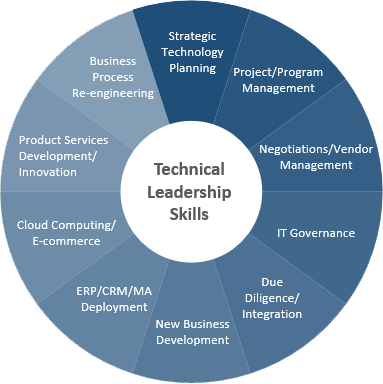 Strategic
Technology
Planning
Project/Program
Management
Negotiations/Vendor
Management
IT Governance
Due
Diligence/
Integration
New Business
Development
ERP/CRM/MA
Deployment
Cloud Computing/
E-commerce
Product Services
Development/
Innovation
Business
Process
Re-engineering
Technical
Leadership
Skills